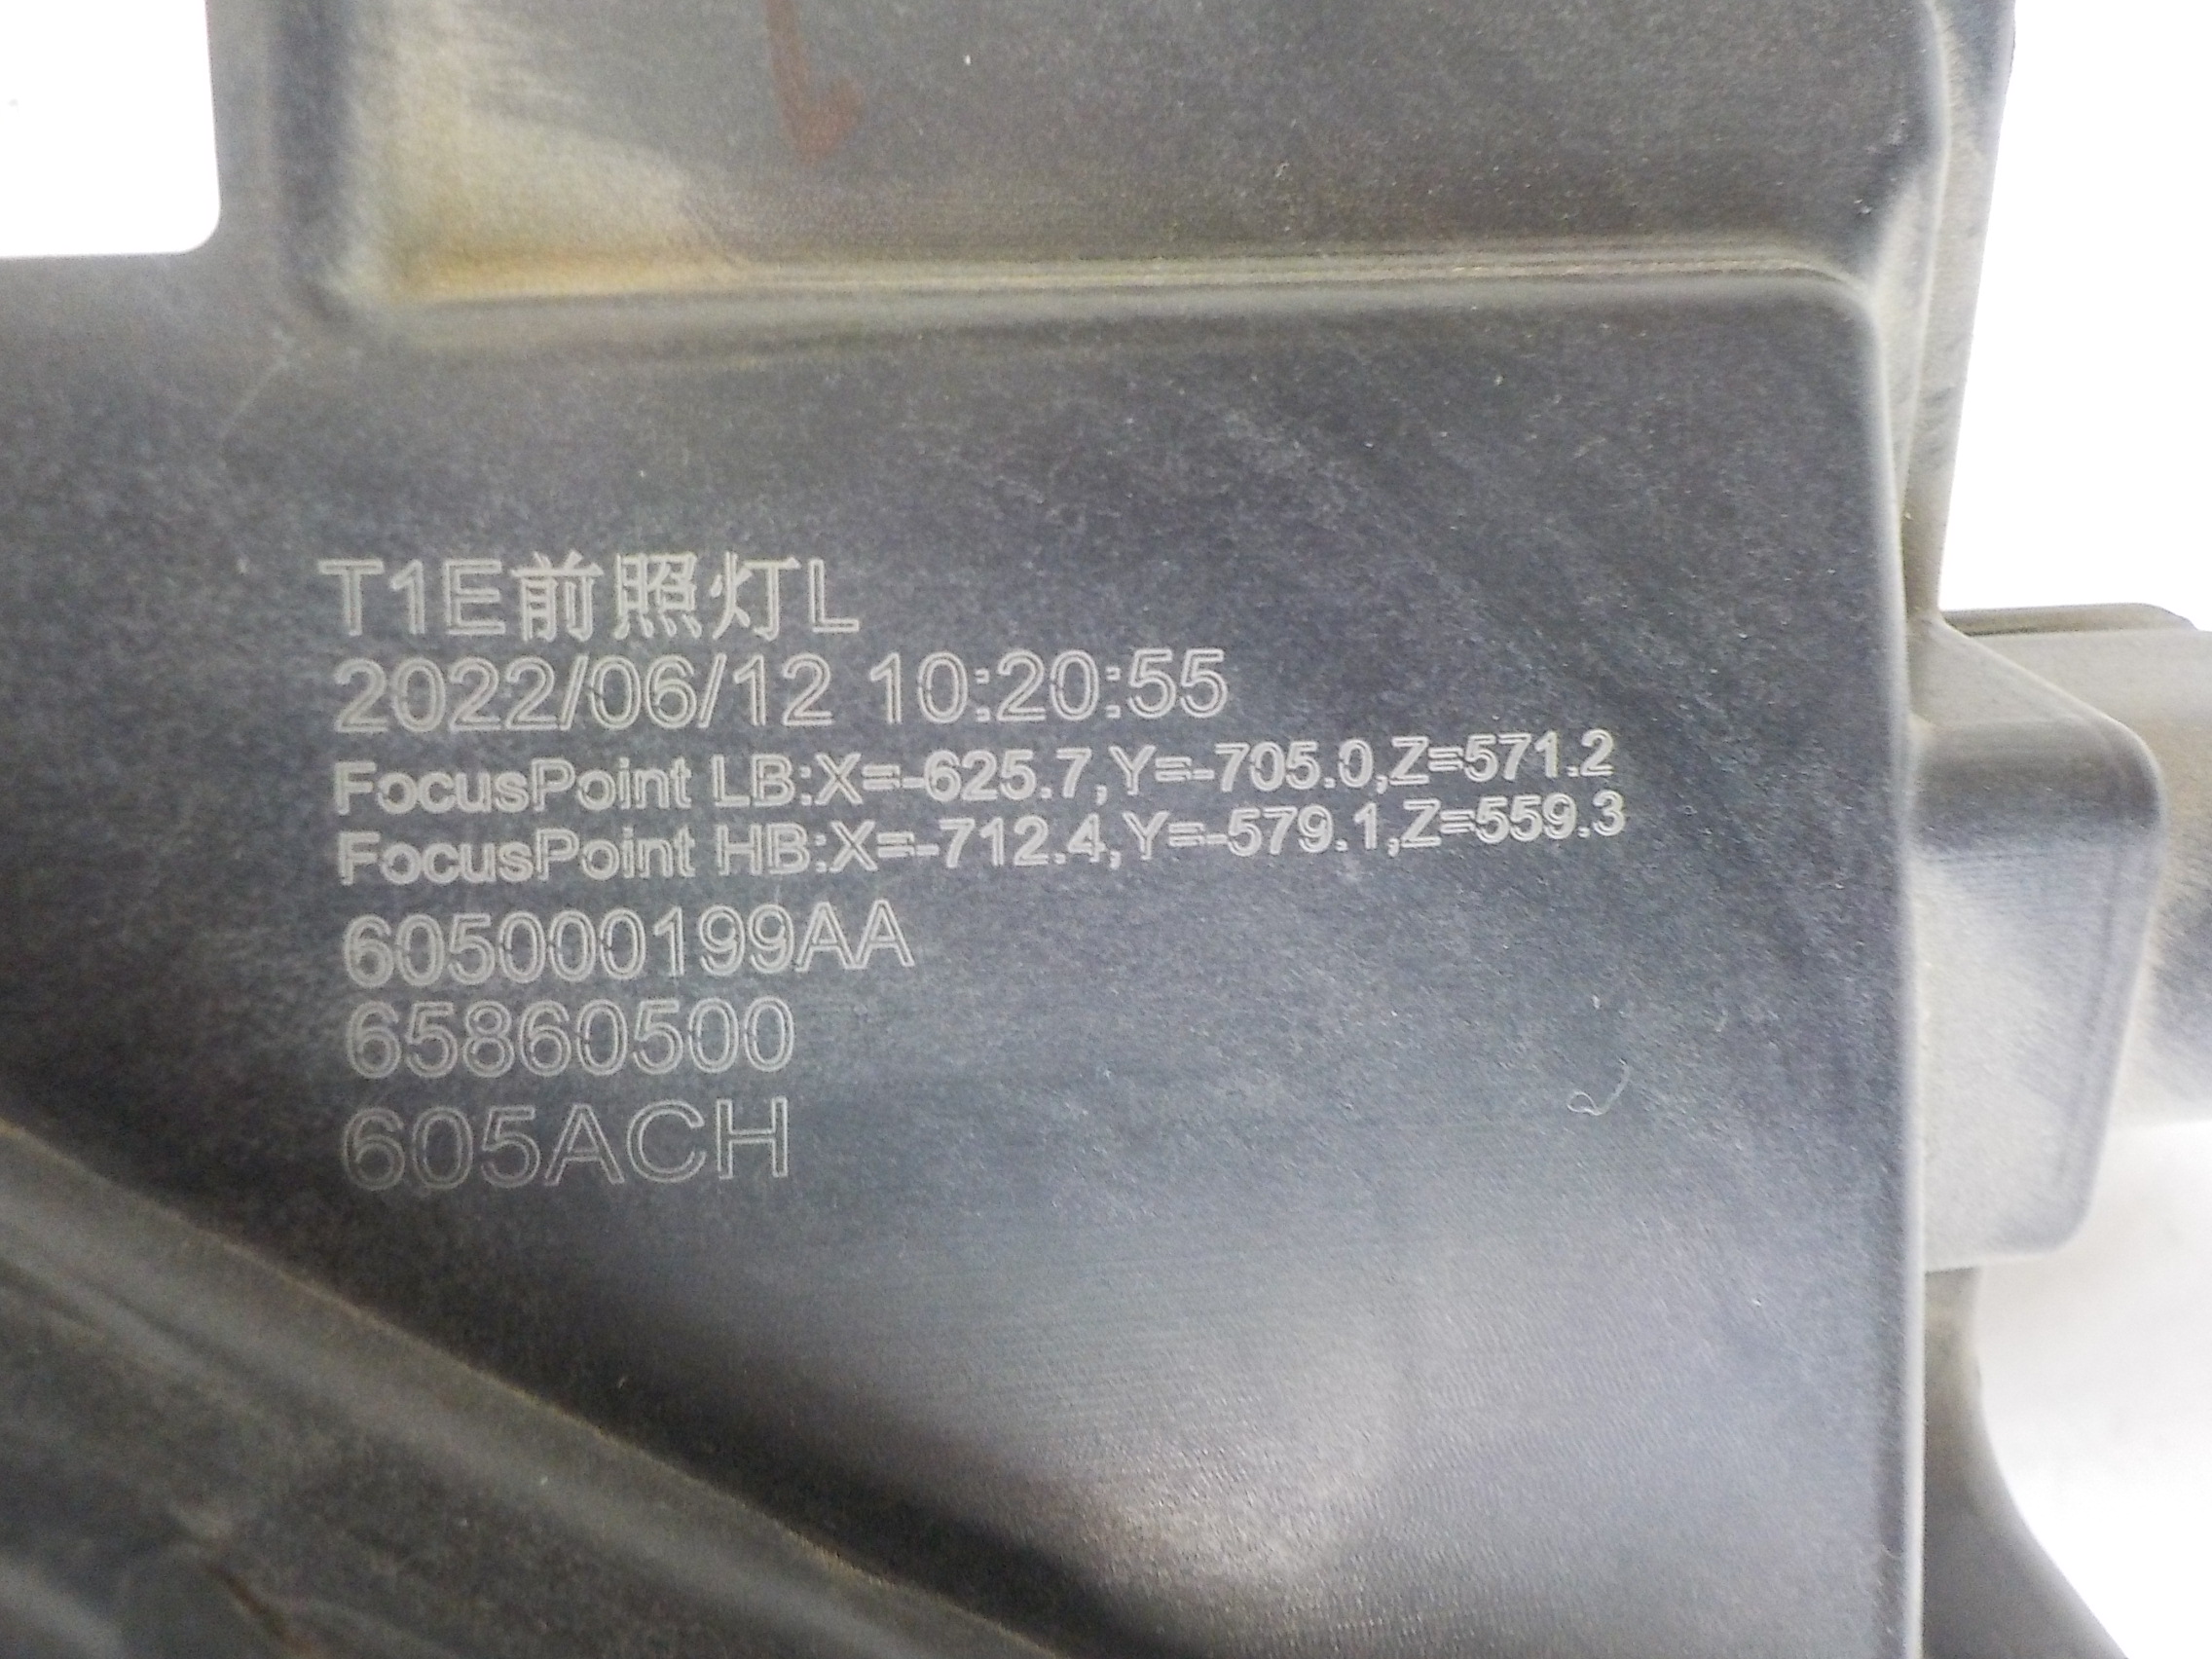 T1E前照灯L
2022/06/12 10:20:55
FocusPoint LB:X=-625.7,Y=-705.0,Z=571.2
FocusPoint HB:X=-712.4,Y=-579.1,Z=559.3
605000199AA
65860500
605ACH